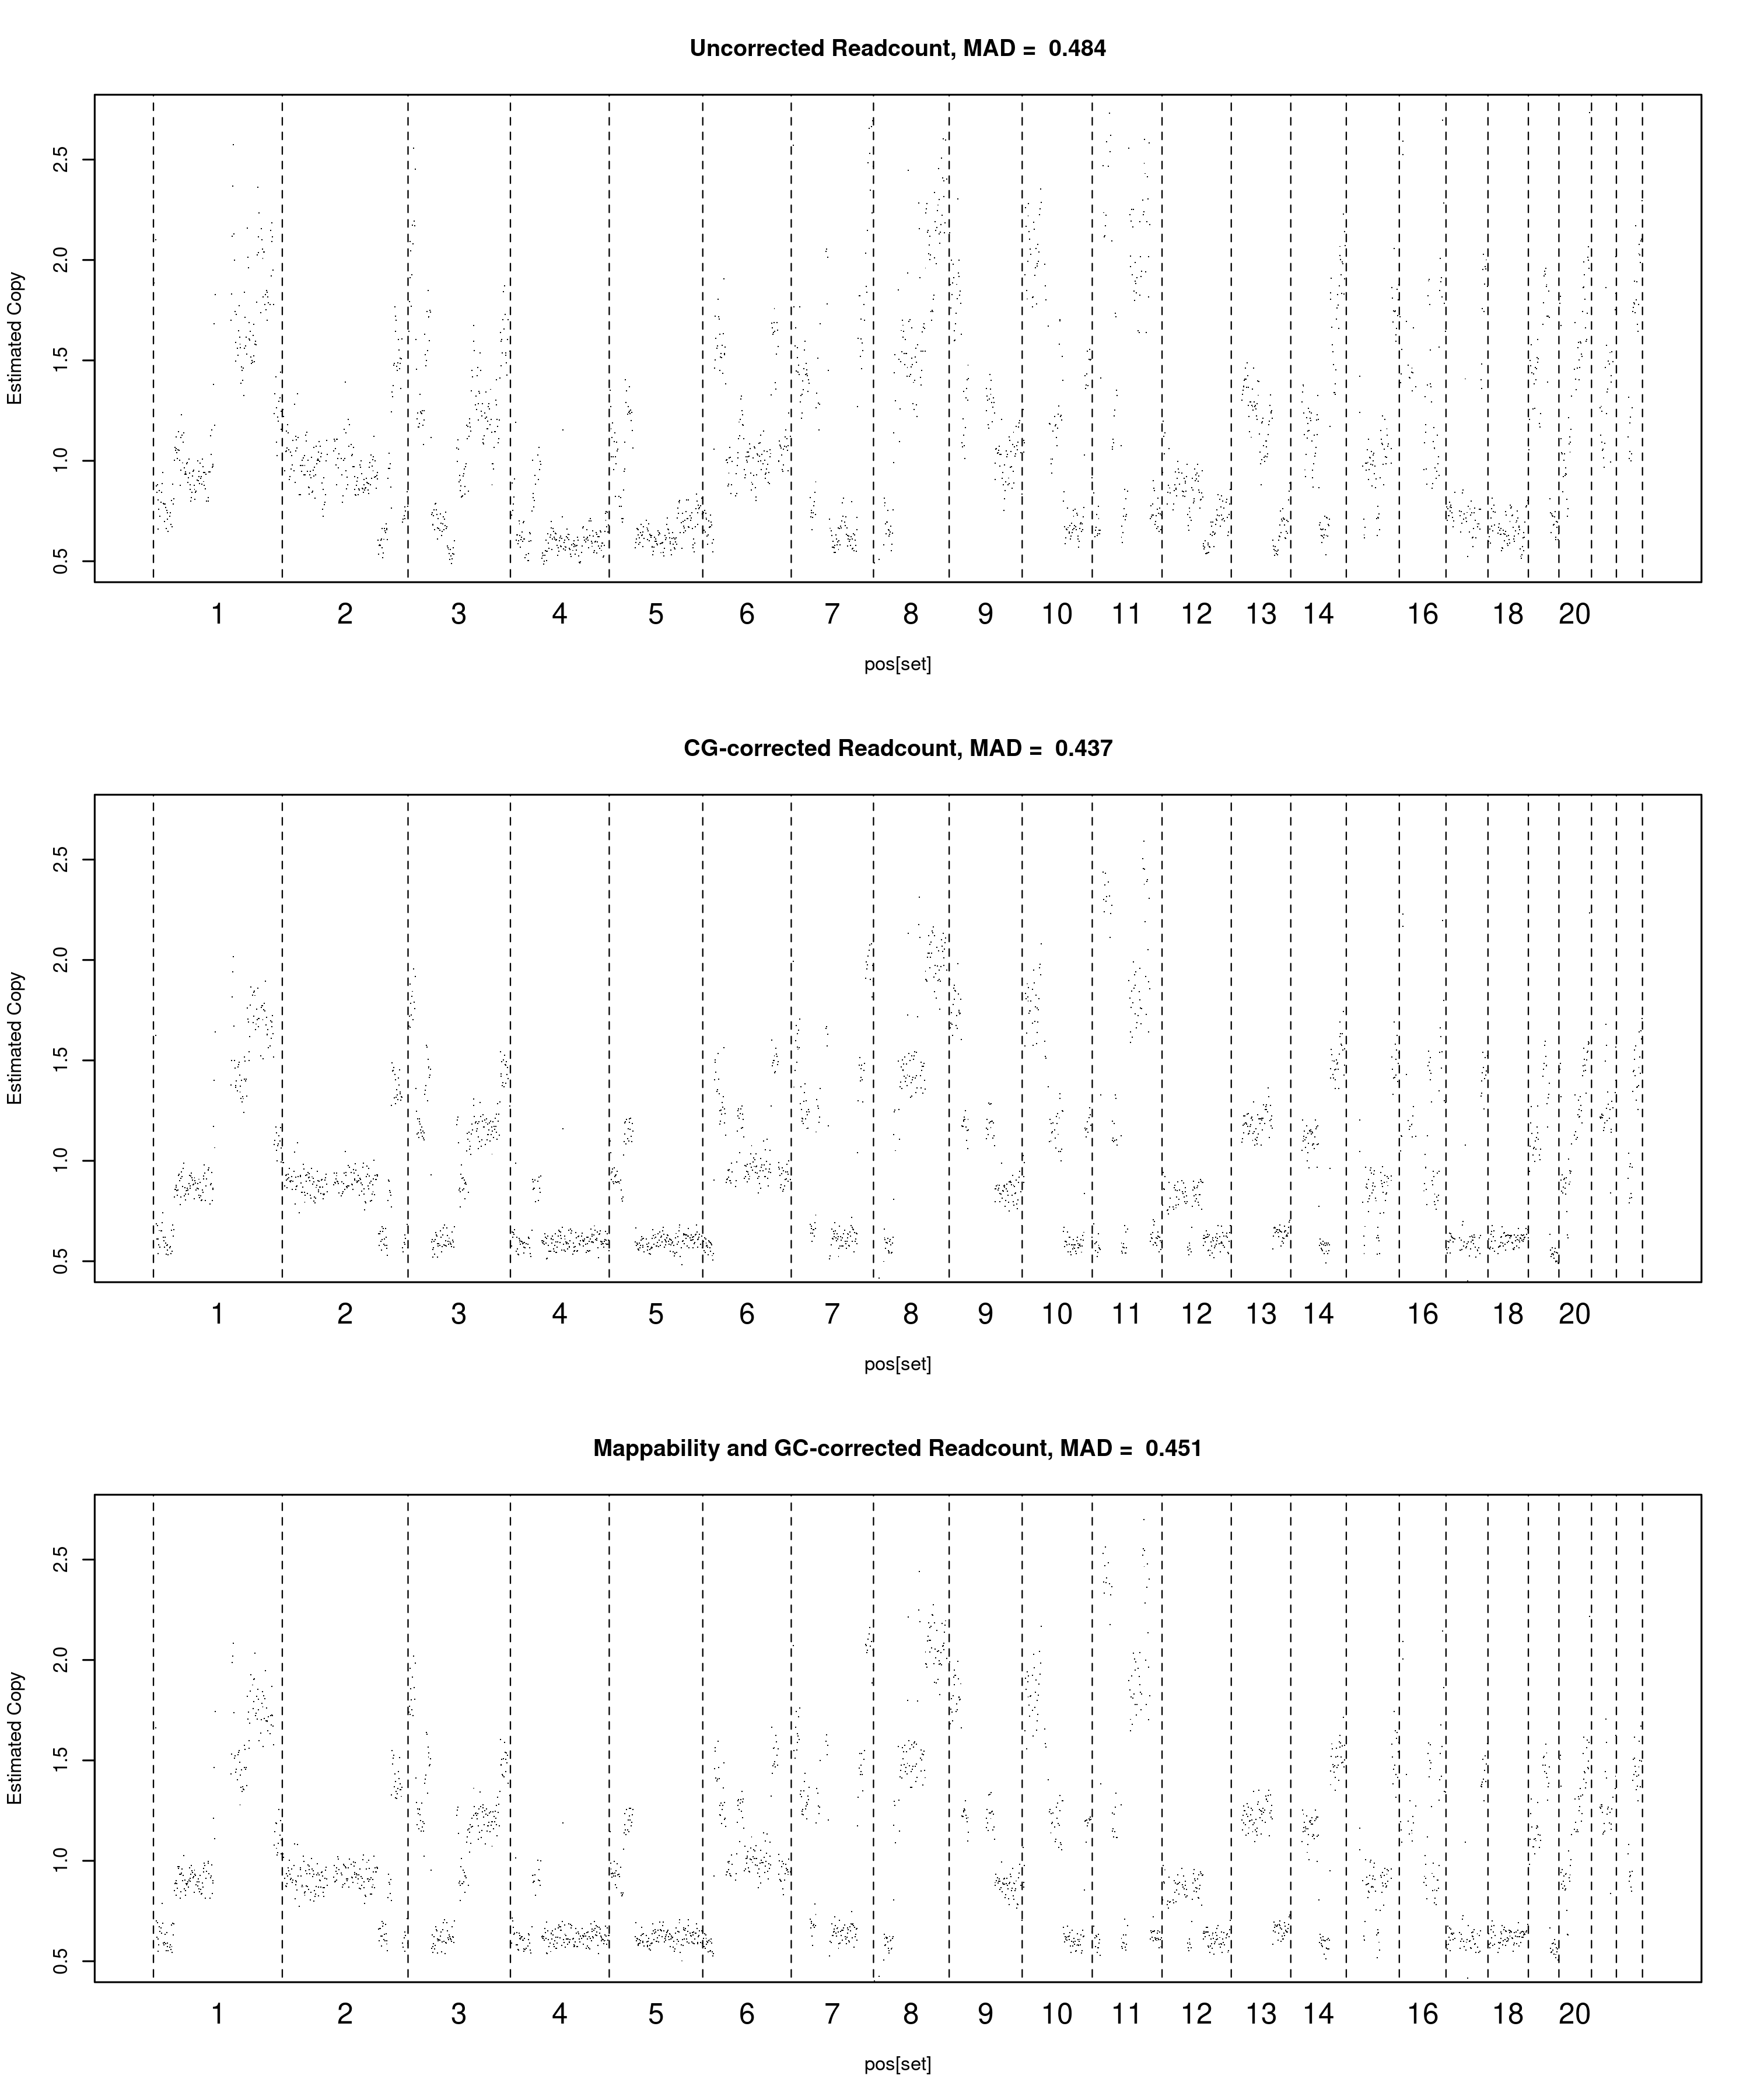 Uncorrected Readcount, MAD = 0.484
Estimated Copy
2.5
2.0
1.5
1.0
0.5
1 2 3 4 5 6 7 8 9 10 11 12 13 14 16 18 20
pos[set]
CG-corrected Readcount, MAD = 0.437
Estimated Copy
2.5
2.0
1.5
1.0
0.5
1 2 3 4 5 6 7 8 9 10 11 12 13 14 16 18 20
pos[set]
Mappability and GC-corrected Readcount, MAD = 0.451
Estimated Copy
2.5
2.0
1.5
1.0
0.5
1 2 3 4 5 6 7 8 9 10 11 12 13 14 16 18 20
pos[set]